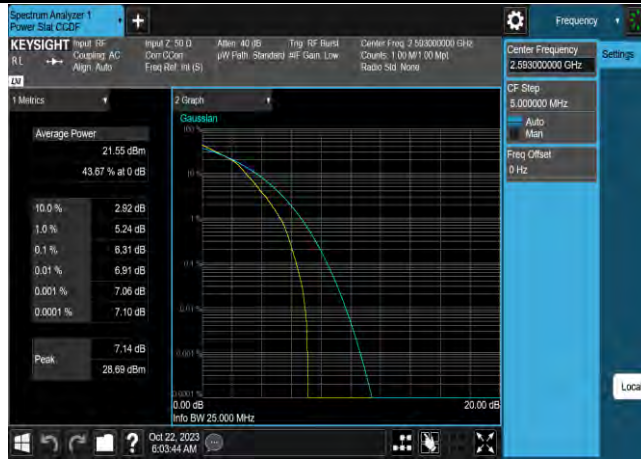 Spectrum Analyzer 1
Power Stat CCDF
+
Frequency
KEYSIGHT
Input: RF
Coupling: AC
Align: Auto
Input Z: 50 Ω
Corr CCorr
Freq Ref: Int (S)
Atten: 40 dB
µW Path: Standard
Trig: RF Burst
#IF Gain: Low
Center Freq: 2.593000000 GHz
Counts: 1.00 M/1.00 Mpt
Radio Std: None
RL
LM
Center Frequency
2.593000000 GHz
Settings
CF Step
5.000000 MHz
Auto
Man
Freq Offset
0 Hz
1 Metrics
Average Power
21.55 dBm
43.67 % at 0 dB
10.0 % 2.92 dB
1.0 % 5.24 dB
0.1 % 6.31 dB
0.01 % 6.91 dB
0.001 % 7.06 dB
0.0001 % 7.10 dB
Peak
7.14 dB
28.69 dBm
2 Graph
Gaussian
100 %
10 %
1 %
0.1 %
0.01 %
0.001 %
0.0001 %
0.00 dB
20.00 dB
Info BW 25.000 MHz
Local
?
Oct 22, 2023
6:03:44 AM